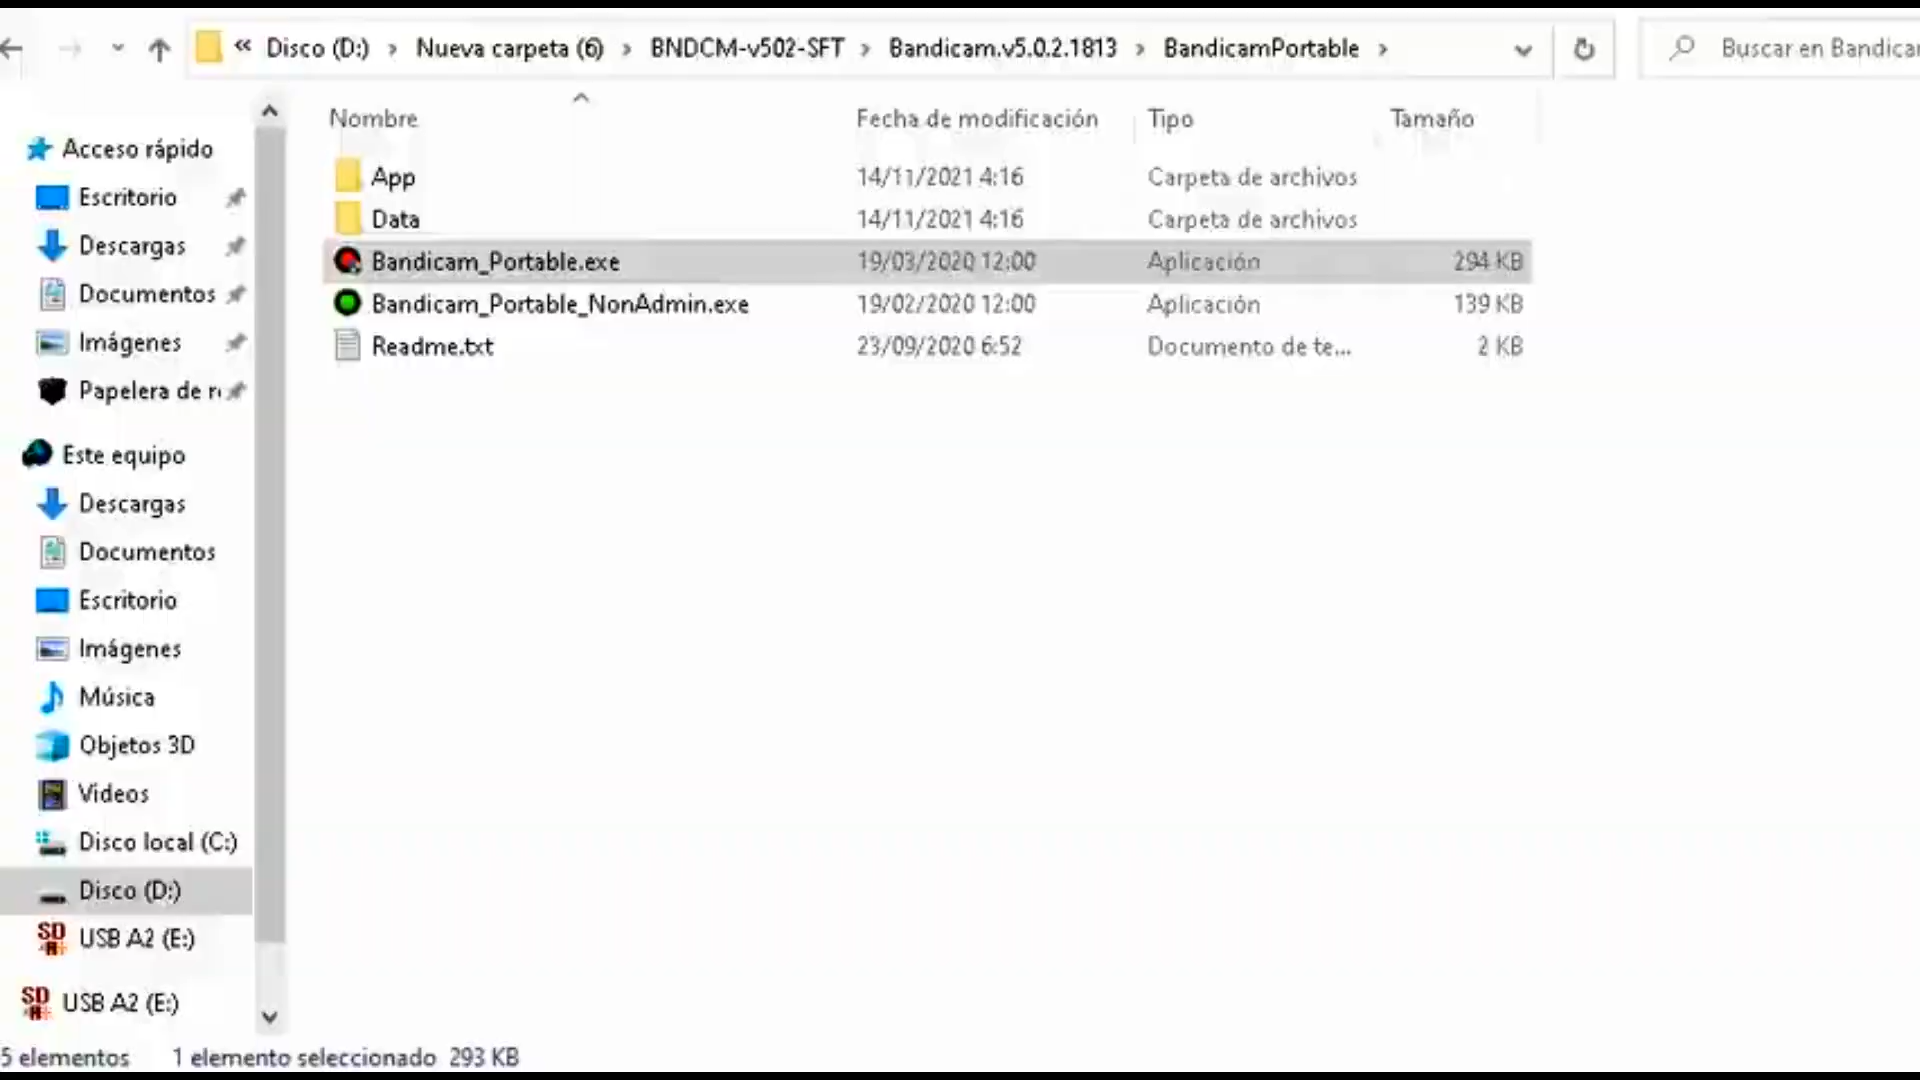 « Disco (D:) › Nueva carpeta (6) › BNDCM-v502-SFT › Bandicam.v5.0.2.1813 › BandicamPortable ›
Buscar en Bandicam
Nombre Fecha de modificación Tipo Tamaño
App 14/11/2021 4:16 Carpeta de archivos
Data 14/11/2021 4:16 Carpeta de archivos
Bandicam_Portable.exe 19/03/2020 12:00 Aplicación 294 KB
Bandicam_Portable_NonAdmin.exe 19/02/2020 12:00 Aplicación 139 KB
Readme.txt 23/09/2020 6:52 Documento de te... 2 KB
Acceso rápido
Escritorio
Descargas
Documentos
Imágenes
Papelera de r
Este equipo
Descargas
Documentos
Escritorio
Imágenes
Música
Objetos 3D
Vídeos
Disco local (C:)
Disco (D:)
USB A2 (E:)
USB A2 (E:)
5 elementos 1 elemento seleccionado 293 KB